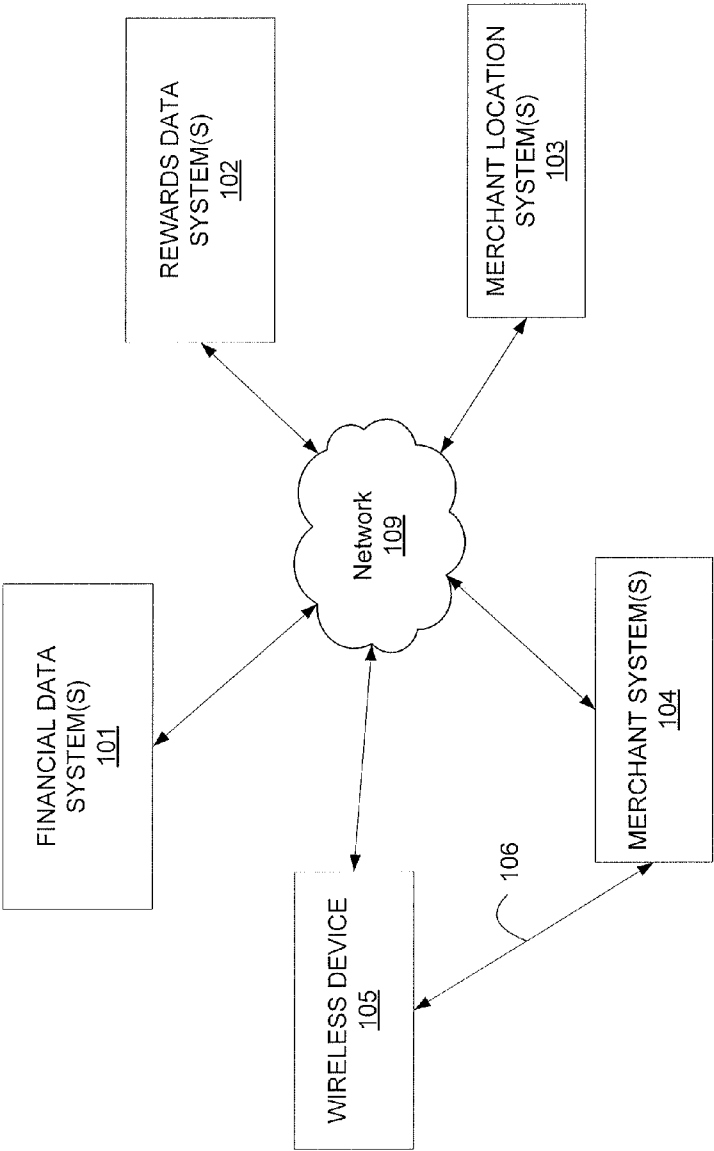 FINANCIAL DATA
SYSTEM(S)
101
REWARDS DATA
SYSTEM(S)
102
WIRELESS DEVICE
105
Network
109
106
MERCHANT SYSTEM(S)
104
MERCHANT LOCATION
SYSTEM(S)
103